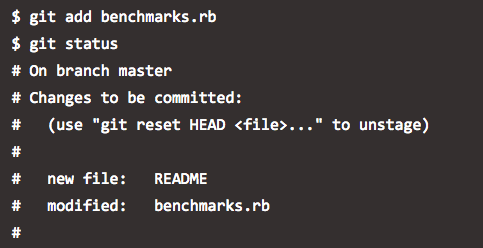 $ git add benchmarks.rb
$ git status
# On branch master
# Changes to be committed:
#   (use "git reset HEAD <file>..." to unstage)
#
#   new file:   README
#   modified:   benchmarks.rb
#